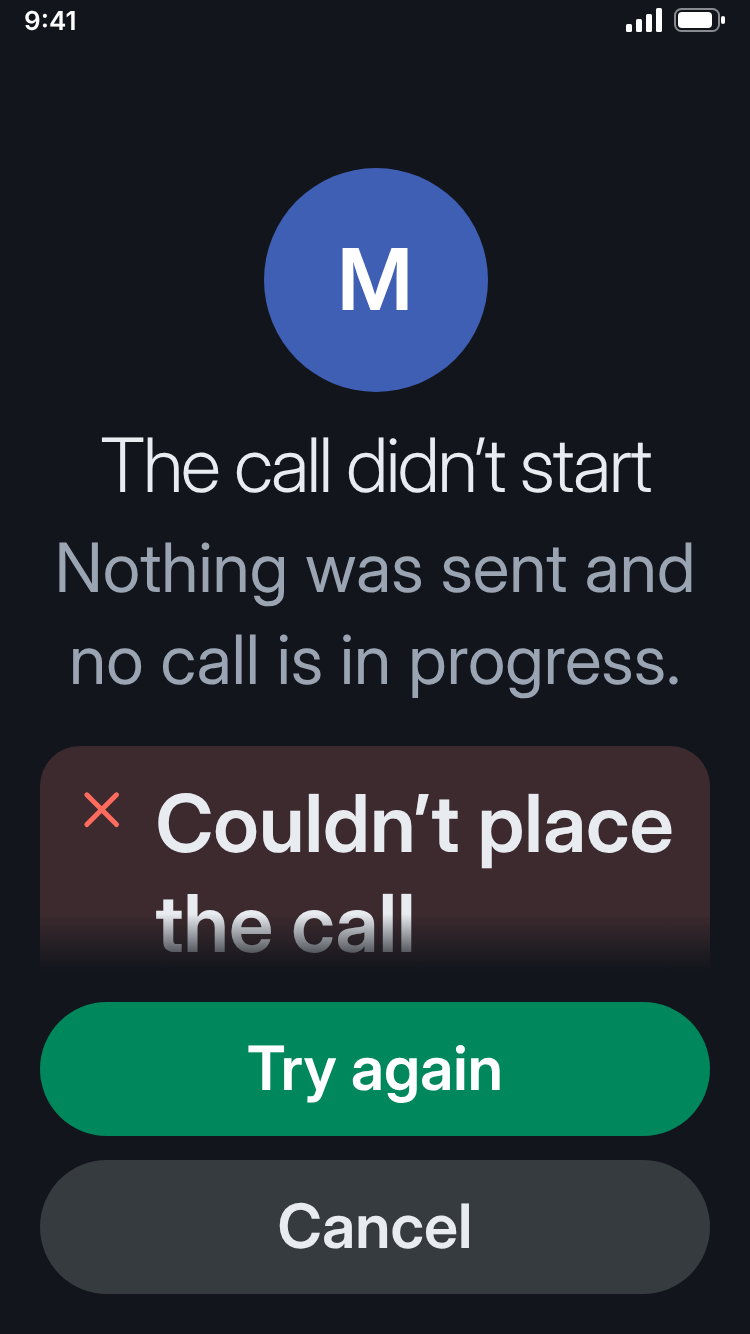 9:41
M
The call didn’t start
Nothing was sent and
no call is in progress.
Couldn’t place
the call
Try again
Cancel